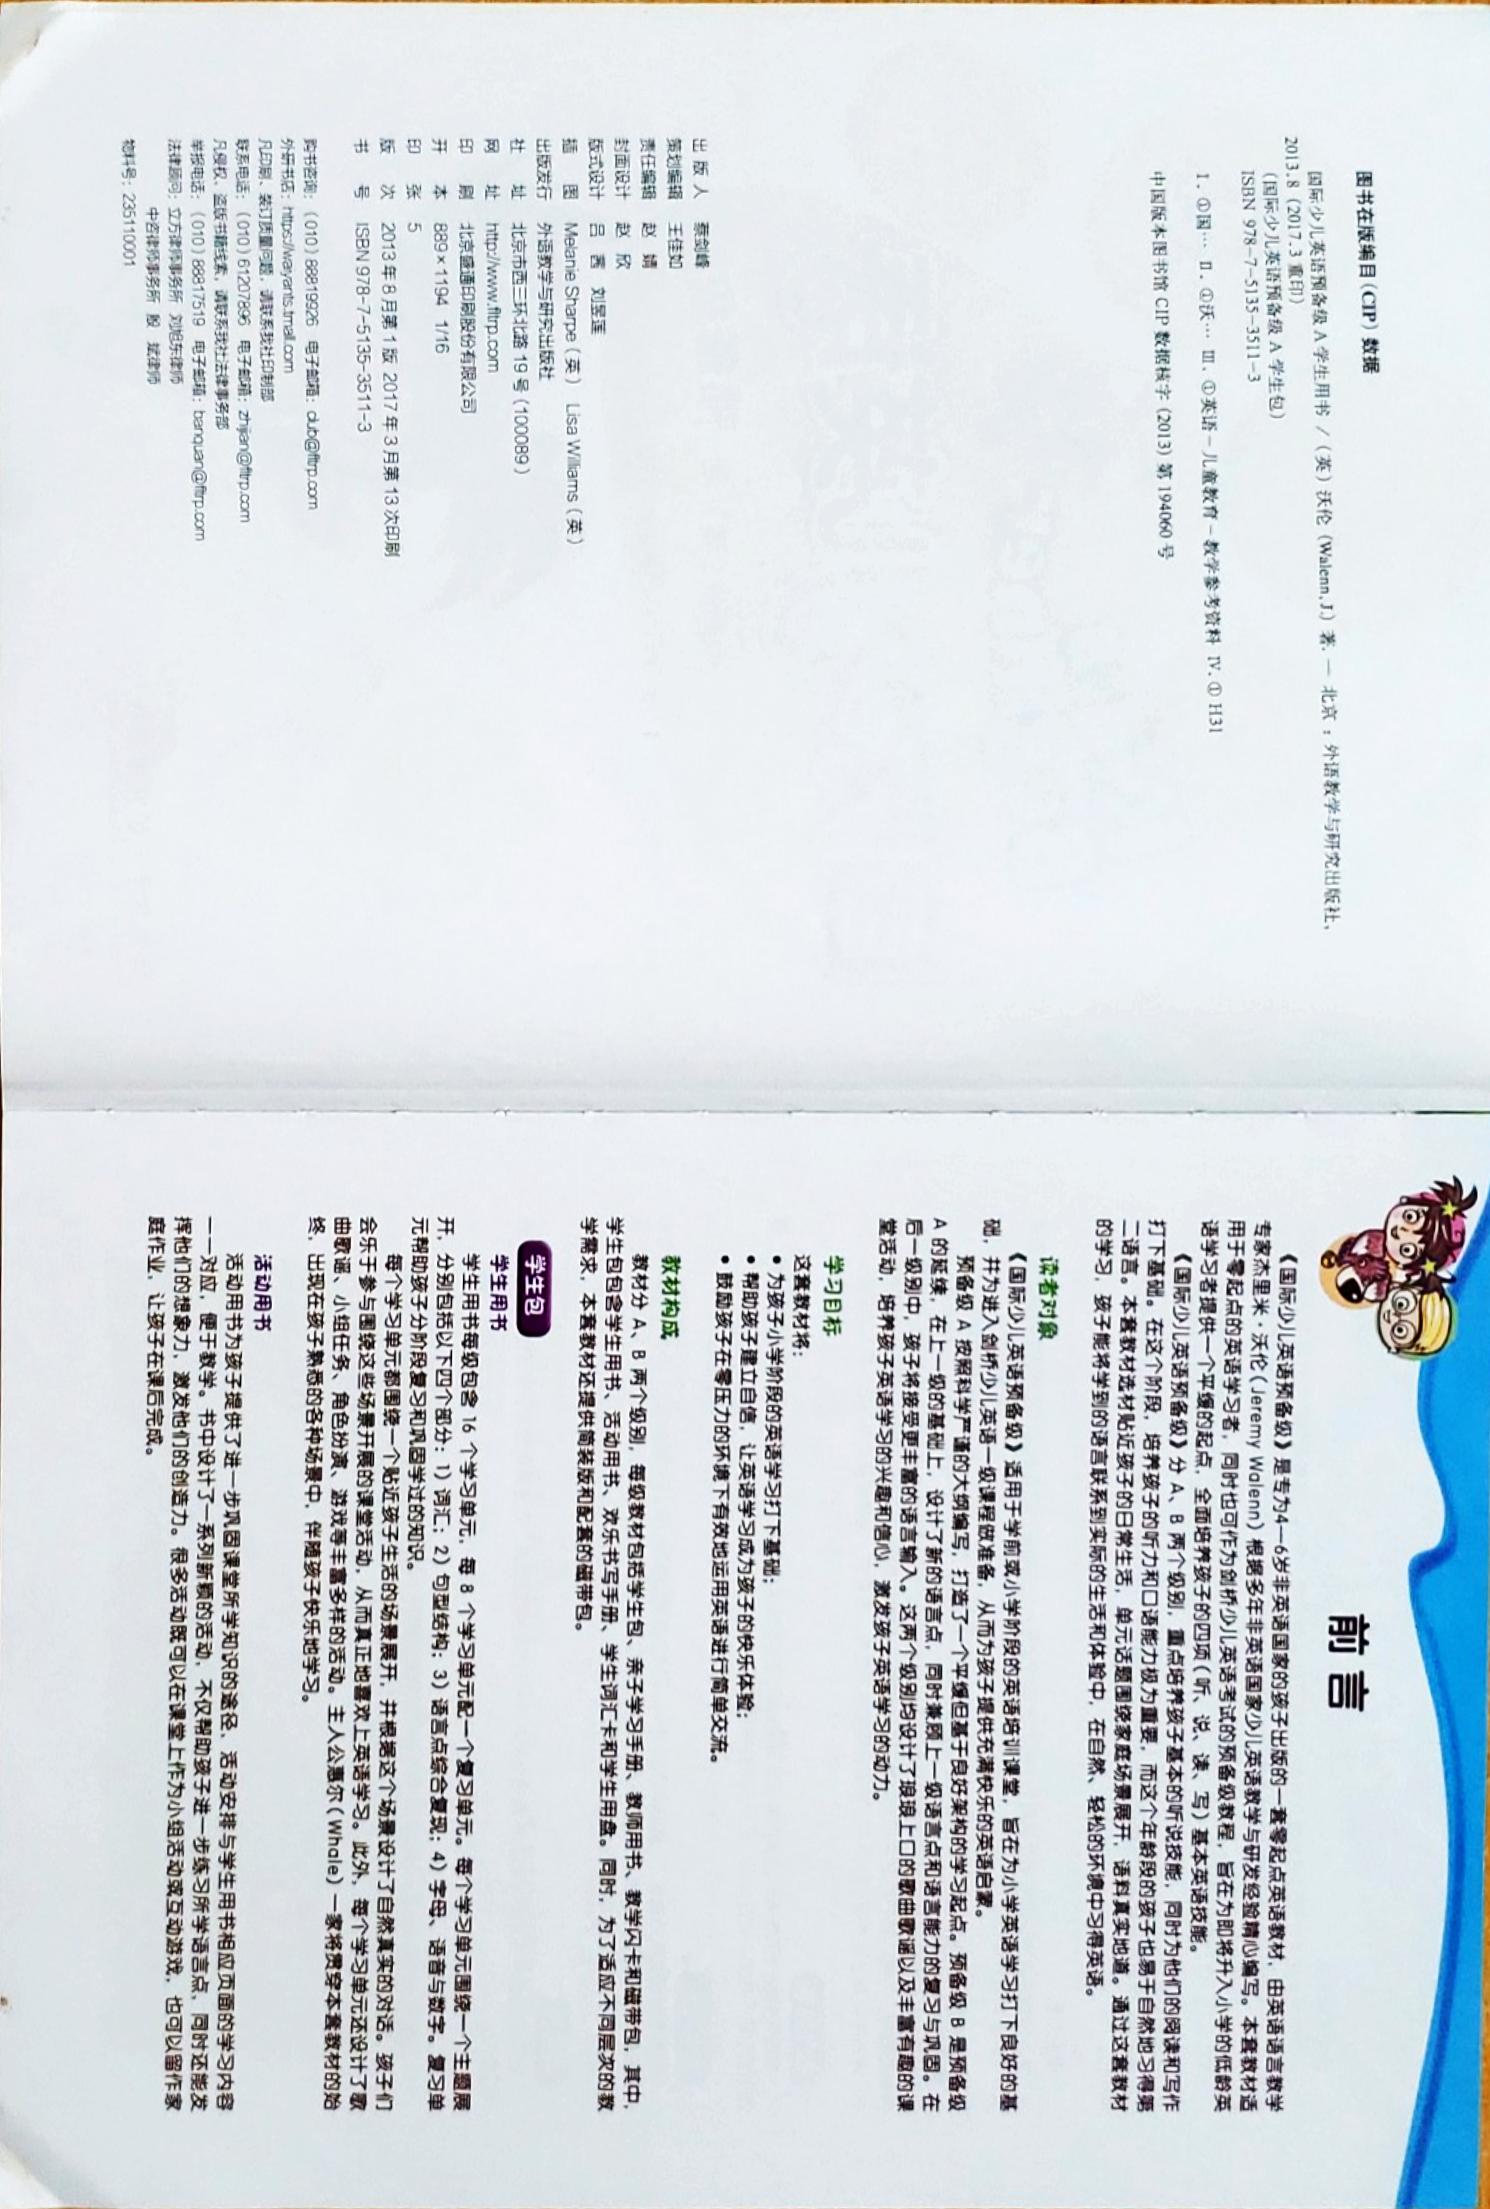 图书在版编目(CIP)数据
国际少儿英语预备级A学生用书 /（英）沃伦（Walenn, J.）著. — 北京 : 外语教学与研究出版社,
2013.8（2017.3 重印）
（国际少儿英语预备级 A 学生包）
ISBN 978-7-5135-3511-3
Ⅰ. ①国… Ⅱ. ①沃… Ⅲ. ①英语－儿童教育－教学参考资料 Ⅳ. ① H31
中国版本图书馆 CIP 数据核字 (2013) 第 194060 号
出 版 人 蔡剑峰
策划编辑 王佳如
责任编辑 赵 婧
封面设计 赵 欣
版式设计 吕 茜 刘昱莲
插 图 Melanie Sharpe（英） Lisa Williams（英）
出版发行 外语教学与研究出版社
社 址 北京市西三环北路 19 号（100089）
网 址 http://www.fltrp.com
印 刷 北京盛通印刷股份有限公司
开 本 889×1194 1/16
印 张 5
版 次 2013 年 8 月第 1 版 2017 年 3 月第 13 次印刷
书 号 ISBN 978-7-5135-3511-3
购书咨询：（010）88819926 电子邮箱：club@fltrp.com
外研书店：https://waiyants.tmall.com
凡印刷、装订质量问题，请联系我社印制部
联系电话：（010）61207896 电子邮箱：zhijian@fltrp.com
凡侵权、盗版书籍线索，请联系我社法律事务部
举报电话：（010）88817519 电子邮箱：banquan@fltrp.com
法律顾问：立方律师事务所 刘旭东律师
中咨律师事务所 殷 斌律师
物料号：235110001
前言
《国际少儿英语预备级》是专为4—6岁非英语国家的孩子出版的一套零起点英语教材，由英语语言教学
专家杰里米·沃伦（Jeremy Walenn）根据多年非英语国家少儿英语教学与研发经验精心编写。本套教材适
用于零起点的英语学习者，同时也可作为剑桥少儿英语考试的预备级教程，旨在为即将升入小学的低龄英
语学习者提供一个平缓的起点，全面培养孩子的四项（听、说、读、写）基本英语技能。
《国际少儿英语预备级》分 A、B 两个级别，重点培养孩子基本的听说技能，同时为他们的阅读和写作
打下基础。在这个阶段，培养孩子的听力和口语能力极为重要，而这个年龄段的孩子也易于自然地习得第
二语言。本套教材选材贴近孩子的日常生活，单元话题围绕家庭场景展开，语料真实地道。通过这套教材
的学习，孩子能将学到的语言联系到实际的生活和体验中，在自然、轻松的环境中习得英语。
读者对象
《国际少儿英语预备级》适用于学前或小学阶段的英语培训课堂，旨在为小学英语学习打下良好的基
础，并为进入剑桥少儿英语一级课程做准备，从而为孩子提供充满快乐的英语启蒙。
预备级 A 按照科学严谨的大纲编写，打造了一个平缓但基于良好架构的学习起点。预备级 B 是预备级
A 的延续，在上一级的基础上，设计了新的语言点，同时兼顾上一级语言点和语言能力的复习与巩固。在
后一级别中，孩子将接受更丰富的语言输入。这两个级别均设计了琅琅上口的歌曲歌谣以及丰富有趣的课
堂活动，培养孩子英语学习的兴趣和信心，激发孩子英语学习的动力。
学习目标
这套教材将：
• 为孩子小学阶段的英语学习打下基础；
• 帮助孩子建立自信，让英语学习成为孩子的快乐体验；
• 鼓励孩子在零压力的环境下有效地运用英语进行简单交流。
教材构成
教材分 A、B 两个级别，每级教材包括学生包、亲子学习手册、教师用书、教学闪卡和磁带包，其中，
学生包包含学生用书、活动用书、欢乐书写手册、学生词汇卡和学生用盘。同时，为了适应不同层次的教
学需求，本套教材还提供简装版和配套的磁带包。
学生包
学生用书
学生用书每级包含 16 个学习单元，每 8 个学习单元配一个复习单元。每个学习单元围绕一个主题展
开，分别包括以下四个部分：1）词汇；2）句型结构；3）语言点综合复现；4）字母、语音与数字。复习单
元帮助孩子分阶段复习和巩固学过的知识。
每个学习单元都围绕一个贴近孩子生活的场景展开，并根据这个场景设计了自然真实的对话。孩子们
会乐于参与围绕这些场景开展的课堂活动，从而真正地喜欢上英语学习。此外，每个学习单元还设计了歌
曲歌谣、小组任务、角色扮演、游戏等丰富多样的活动。主人公惠尔（Whale）一家将贯穿本套教材的始
终，出现在孩子熟悉的各种场景中，伴随孩子快乐地学习。
活动用书
活动用书为孩子提供了进一步巩固课堂所学知识的途径，活动安排与学生用书相应页面的学习内容
一一对应，便于教学。书中设计了一系列新颖的活动，不仅帮助孩子进一步练习所学语言点，同时还能发
挥他们的想象力，激发他们的创造力。很多活动既可以在课堂上作为小组活动或互动游戏，也可以留作家
庭作业，让孩子在课后完成。